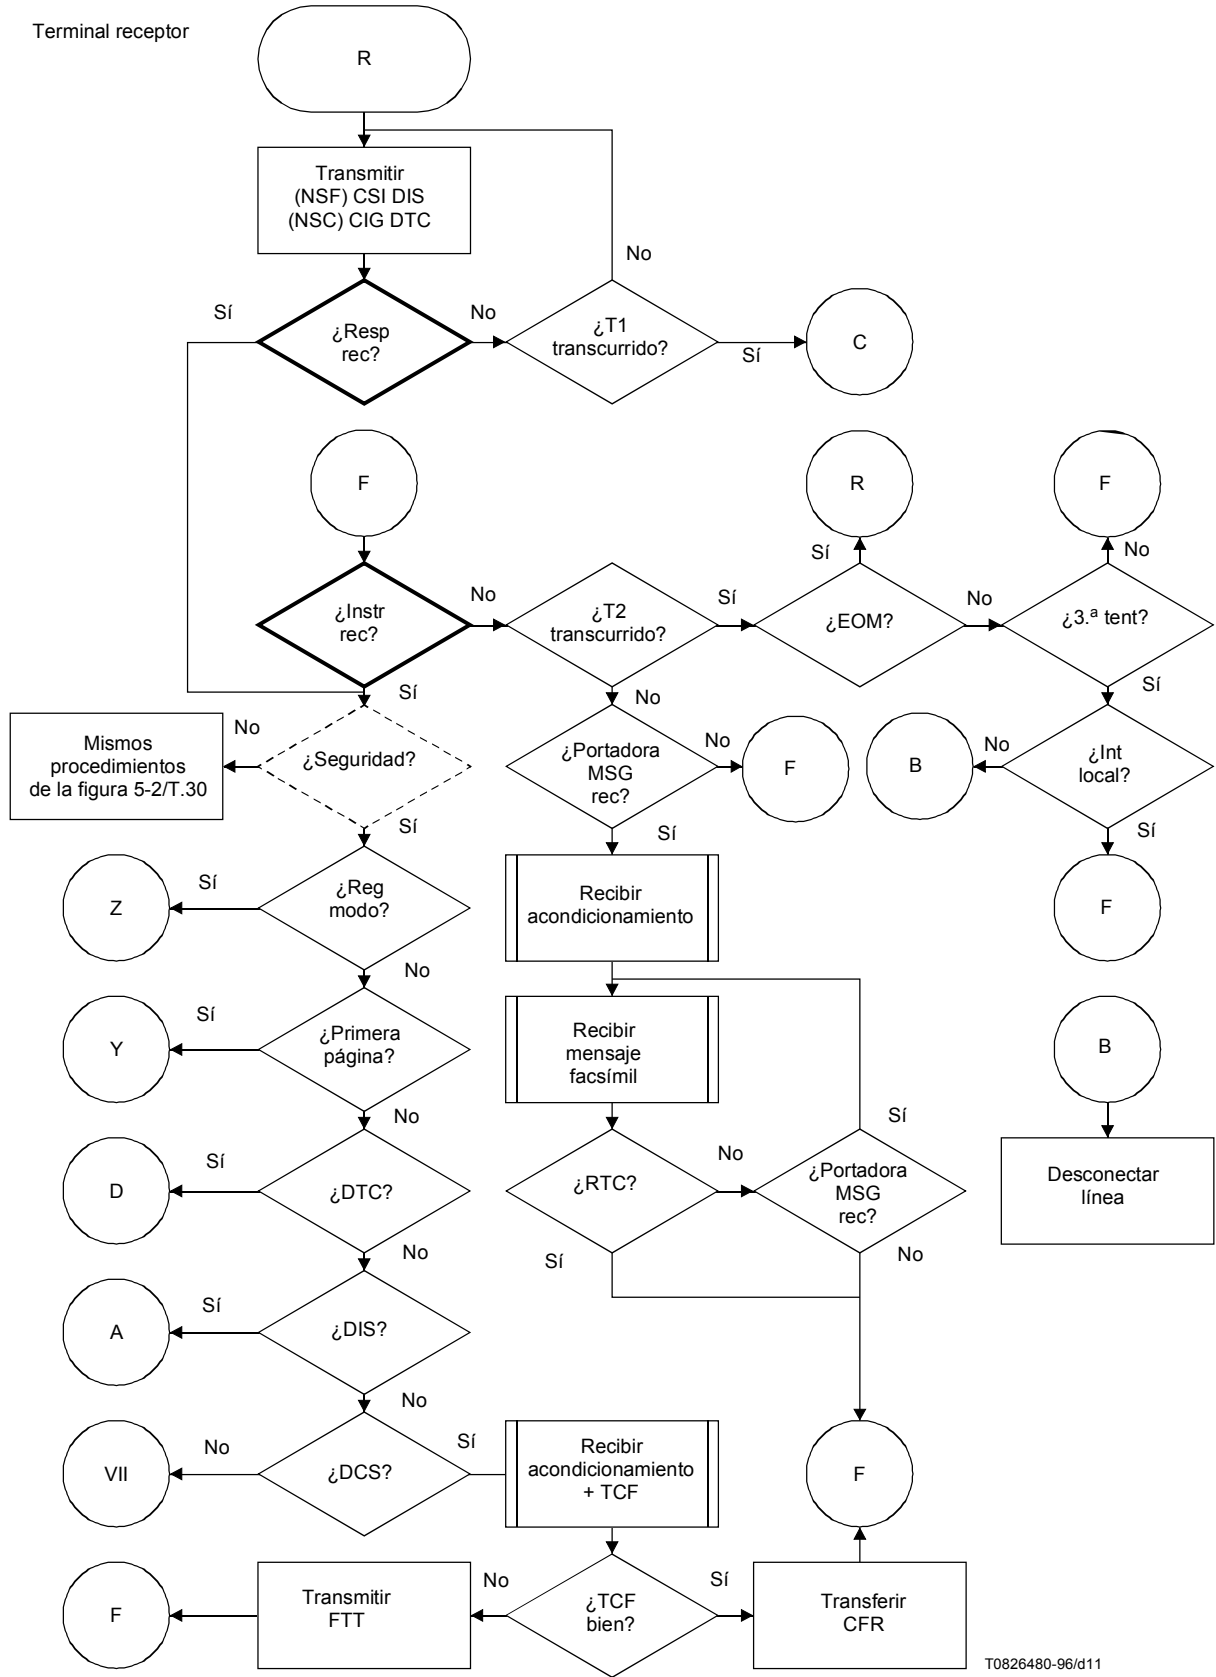 Terminal receptor
R
Transmitir
(NSF) CSI DIS
(NSC) CIG DTC
No
Sí
¿Resp
rec?
No
¿T1
transcurrido?
Sí
C
F
R
F
Sí
No
¿Instr
rec?
No
¿T2
transcurrido?
Sí
¿EOM?
No
¿3.ª tent?
Sí
No
Sí
Mismos
procedimientos
de la figura 5-2/T.30
No
¿Seguridad?
¿Portadora
MSG
rec?
No
F
B
No
¿Int
local?
Sí
Sí
Sí
Z
Sí
¿Reg
modo?
Recibir
acondicionamiento
F
No
Y
Sí
¿Primera
página?
Recibir
mensaje
facsímil
B
No
Sí
D
Sí
¿DTC?
¿RTC?
No
¿Portadora
MSG
rec?
Desconectar
línea
No
Sí
No
A
Sí
¿DIS?
No
VII
No
¿DCS?
Sí
Recibir
acondicionamiento
+ TCF
F
F
Transmitir
FTT
No
¿TCF
bien?
Sí
Transferir
CFR
T0826480-96/d11